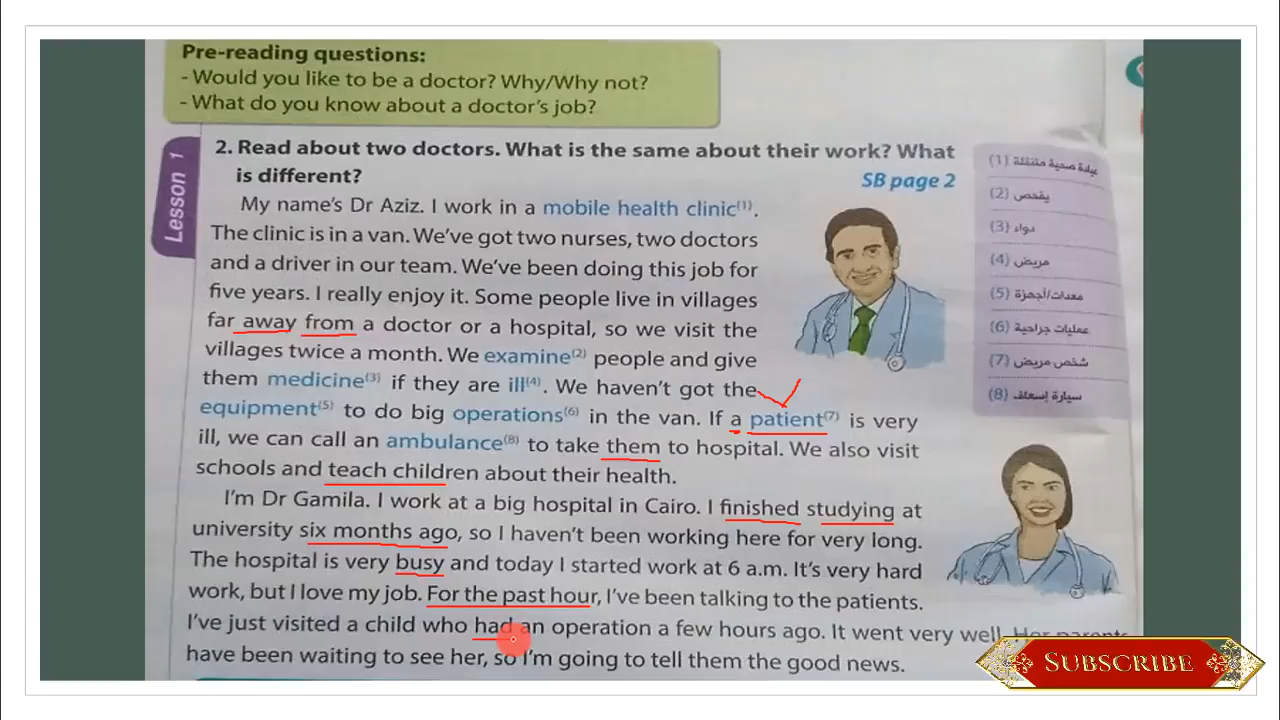 Pre-reading questions:
- Would you like to be a doctor? Why/Why not?
- What do you know about a doctor's job?
Lesson 1
2. Read about two doctors. What is the same about their work? What
is different?
SB page 2
My name's Dr Aziz. I work in a mobile health clinic(1).
The clinic is in a van. We've got two nurses, two doctors
and a driver in our team. We've been doing this job for
five years. I really enjoy it. Some people live in villages
far away from a doctor or a hospital, so we visit the
villages twice a month. We examine(2) people and give
them medicine(3) if they are ill(4). We haven't got the
equipment(5) to do big operations(6) in the van. If a patient(7) is very
ill, we can call an ambulance(8) to take them to hospital. We also visit
schools and teach children about their health.
I'm Dr Gamila. I work at a big hospital in Cairo. I finished studying at
university six months ago, so I haven't been working here for very long.
The hospital is very busy and today I started work at 6 a.m. It's very hard
work, but I love my job. For the past hour, I've been talking to the patients.
I've just visited a child who had an operation a few hours ago. It went very well. Her parents
have been waiting to see her, so I'm going to tell them the good news.
(1) عيادة صحية متنقلة
(2) يفحص
(3) دواء
(4) مريض
(5) معدات/أجهزة
(6) عمليات جراحية
(7) شخص مريض
(8) سيارة إسعاف
SUBSCRIBE